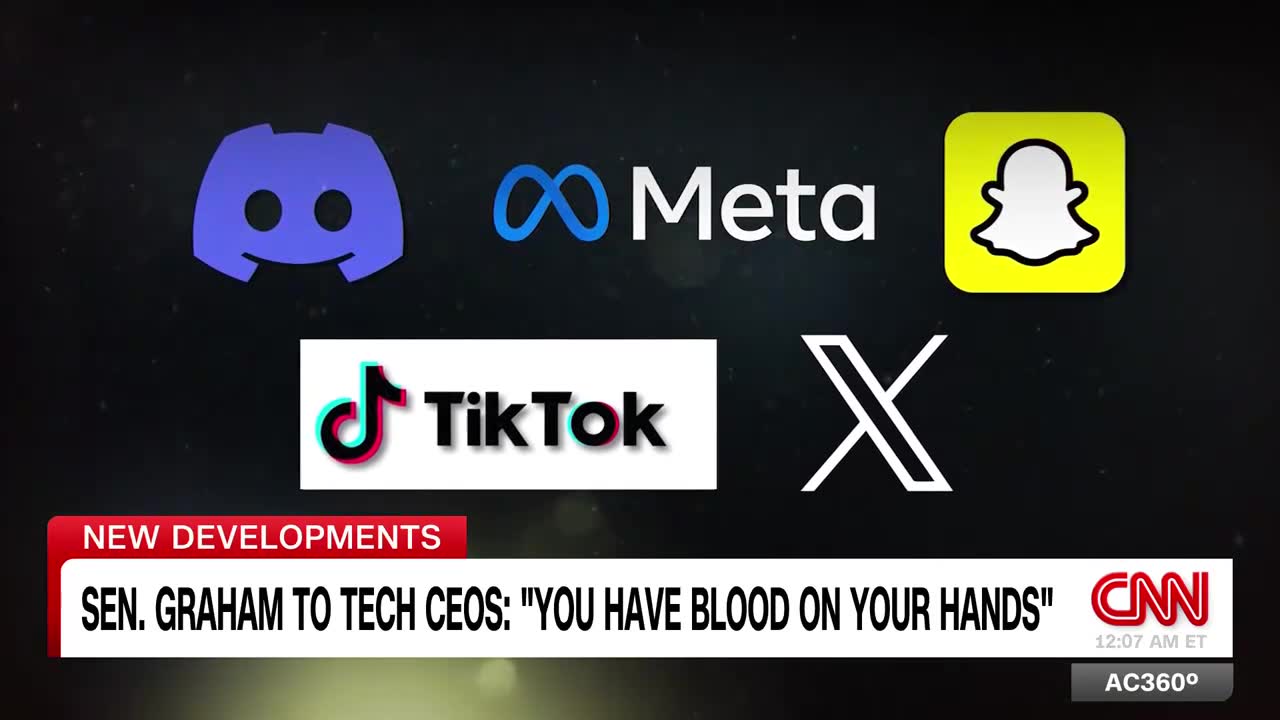 Meta
TikTok
X
NEW DEVELOPMENTS
SEN. GRAHAM TO TECH CEOS: "YOU HAVE BLOOD ON YOUR HANDS"
CNN
12:07 AM ET
AC360º